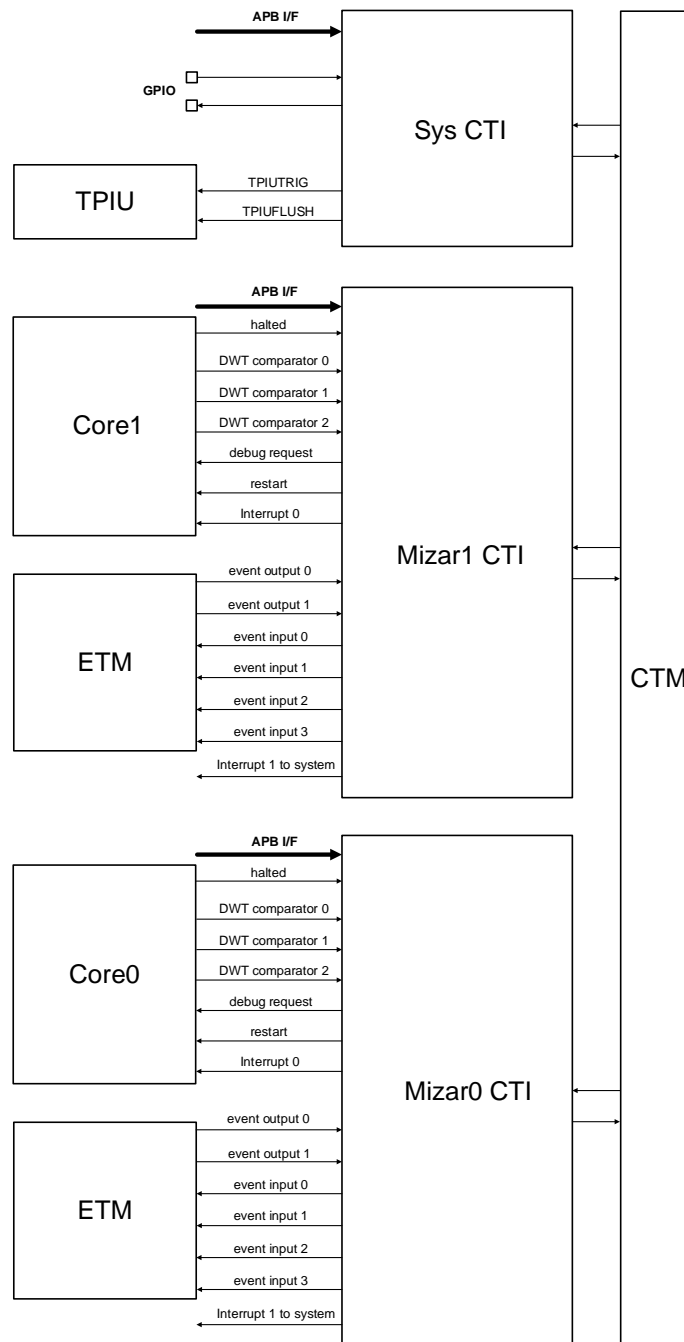 APB I/F
GPIO
Sys CTI
TPIU
TPIUTRIG
TPIUFLUSH
APB I/F
halted
DWT comparator 0
DWT comparator 1
Core1
DWT comparator 2
debug request
restart
Interrupt 0
Mizar1 CTI
event output 0
event output 1
event input 0
ETM
event input 1
event input 2
event input 3
Interrupt 1 to system
CTM
APB I/F
halted
DWT comparator 0
DWT comparator 1
Core0
DWT comparator 2
debug request
restart
Interrupt 0
Mizar0 CTI
event output 0
event output 1
event input 0
ETM
event input 1
event input 2
event input 3
Interrupt 1 to system